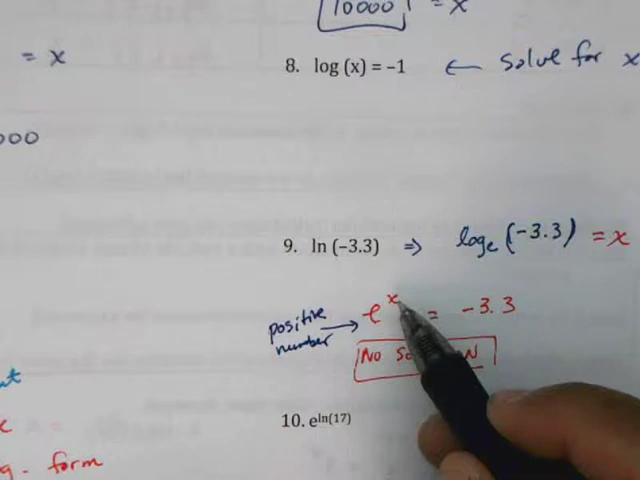 10000 = x
= x
8. log (x) = −1 ← solve for x
000
9. ln (−3.3) ⇒ logₑ (−3.3) = x
positive number → eˣ = −3.3
No So N
10. e^ln(17)
g. form